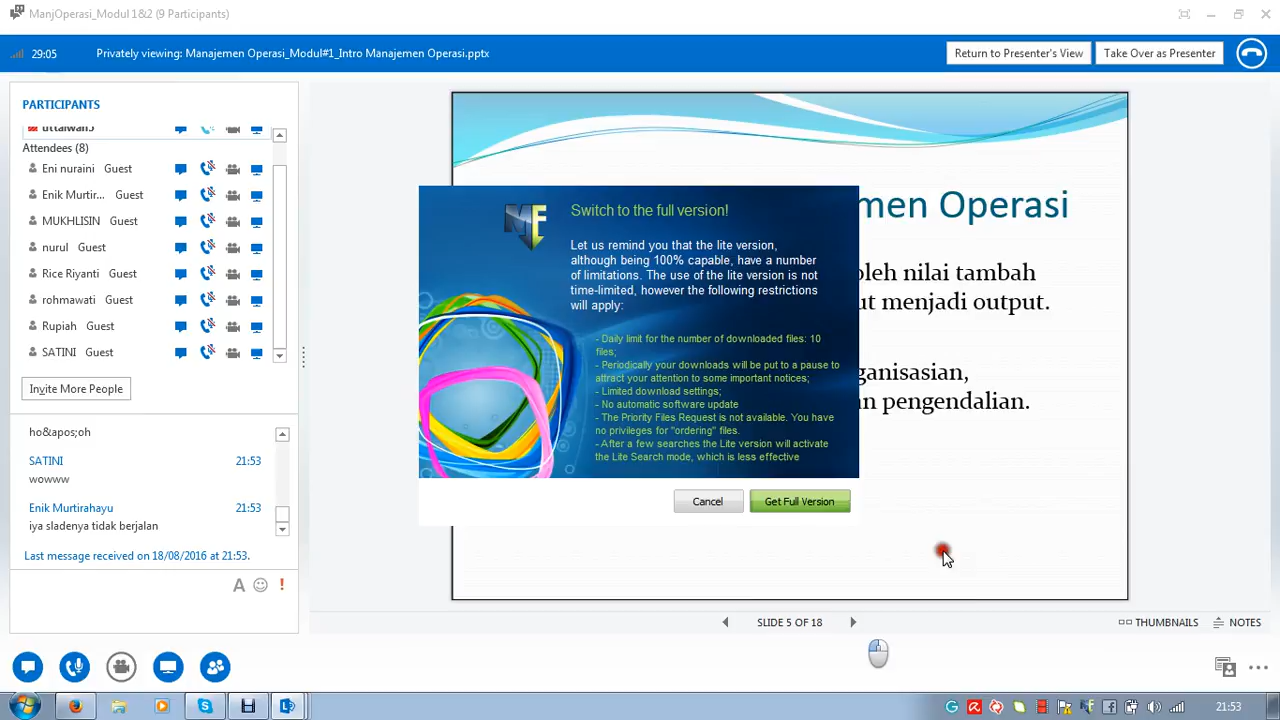 ManjOperasi_Modul 1&2 (9 Participants)
29:05
Privately viewing: Manajemen Operasi_Modul#1_Intro Manajemen Operasi.pptx
Return to Presenter's View
Take Over as Presenter
PARTICIPANTS
Attendees (8)
Eni nuraini Guest
Enik Murtir... Guest
MUKHLISIN Guest
nurul Guest
Rice Riyanti Guest
rohmawati Guest
Rupiah Guest
SATINI Guest
Invite More People
ho&apos;oh
SATINI 21:53
wowww
Enik Murtirahayu 21:53
iya sladenya tidak berjalan
Last message received on 18/08/2016 at 21:53.
A
!
men Operasi
oleh nilai tambah
ut menjadi output.
ganisasian,
an pengendalian.
MF
Switch to the full version!
Let us remind you that the lite version,
although being 100% capable, have a number
of limitations. The use of the lite version is not
time-limited, however the following restrictions
will apply:
- Daily limit for the number of downloaded files: 10
files;
- Periodically your downloads will be put to a pause to
attract your attention to some important notices;
- Limited download settings;
- No automatic software update
- The Priority Files Request is not available. You have
no privileges for "ordering" files.
- After a few searches the Lite version will activate
the Lite Search mode, which is less effective
Cancel
Get Full Version
SLIDE 5 OF 18
THUMBNAILS
NOTES
21:53